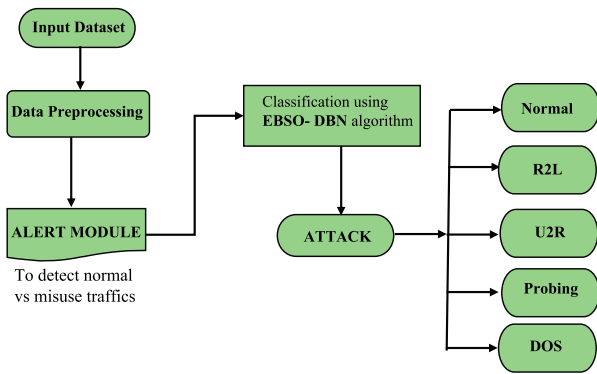 Input Dataset
Data Preprocessing
ALERT MODULE
To detect normal
vs misuse traffics
Classification using
EBSO- DBN algorithm
ATTACK
Normal
R2L
U2R
Probing
DOS